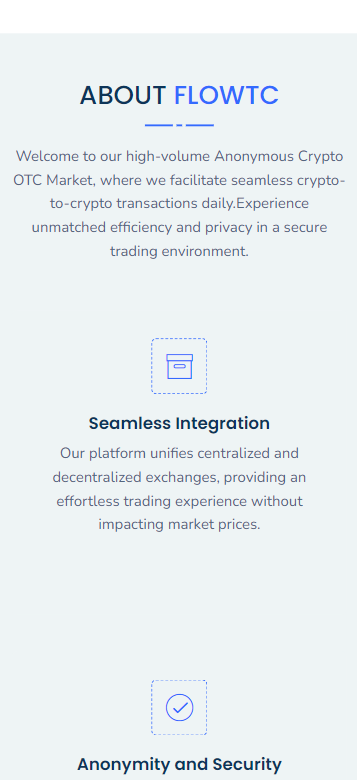 ABOUT FLOWTC
Welcome to our high-volume Anonymous Crypto
OTC Market, where we facilitate seamless crypto-
to-crypto transactions daily.Experience
unmatched efficiency and privacy in a secure
trading environment.
Seamless Integration
Our platform unifies centralized and
decentralized exchanges, providing an
effortless trading experience without
impacting market prices.
Anonymity and Security